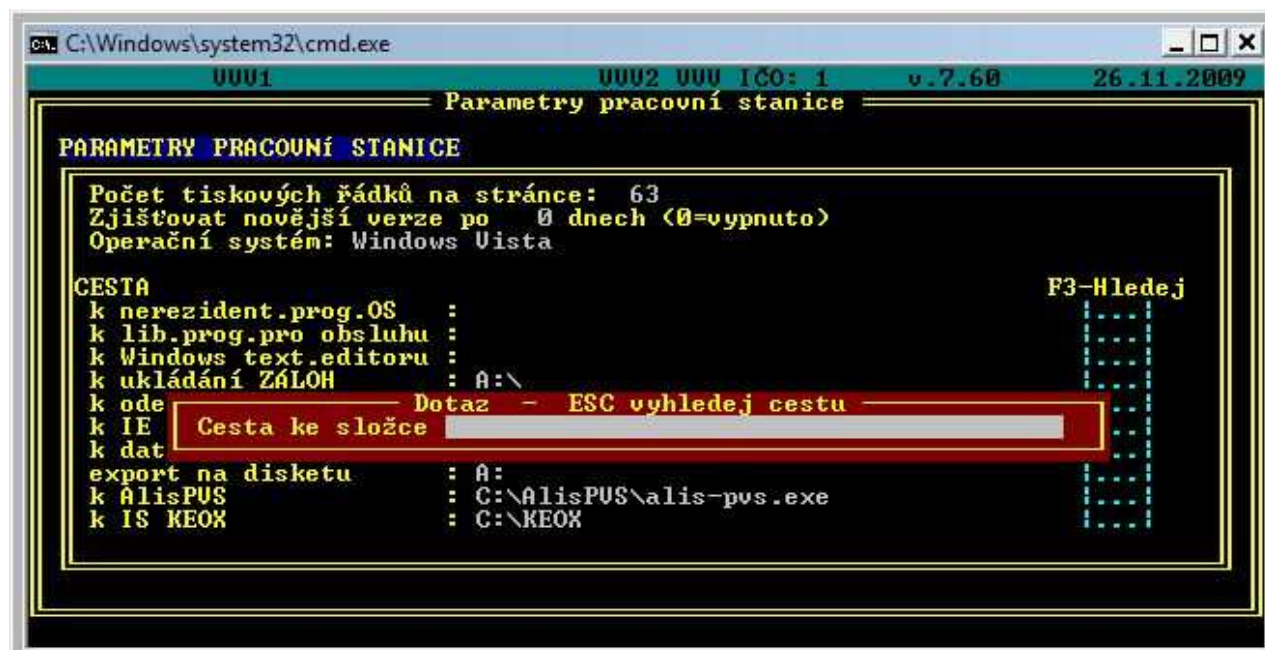 C:\Windows\system32\cmd.exe
VVV1 VVV2 VVV IČO: 1 v.7.60 26.11.2009
Parametry pracovní stanice
PARAMETRY PRACOVNÍ STANICE
Počet tiskových řádků na stránce: 63
Zjišťovat novější verze po 0 dnech (0=vypnuto)
Operační systém: Windows Vista
CESTA F3-Hledej
k nerezident.prog.OS : ...
k lib.prog.pro obsluhu : ...
k Windows text.editoru : ...
k ukládání ZÁLOH : A:\ ...
Dotaz - ESC vyhledej cestu
k ode ..
k IE Cesta ke složce ..
k dat ..
export na disketu : A: ...
k AlisPVS : C:\AlisPVS\alis-pvs.exe ...
k IS KEOX : C:\KEOX ...